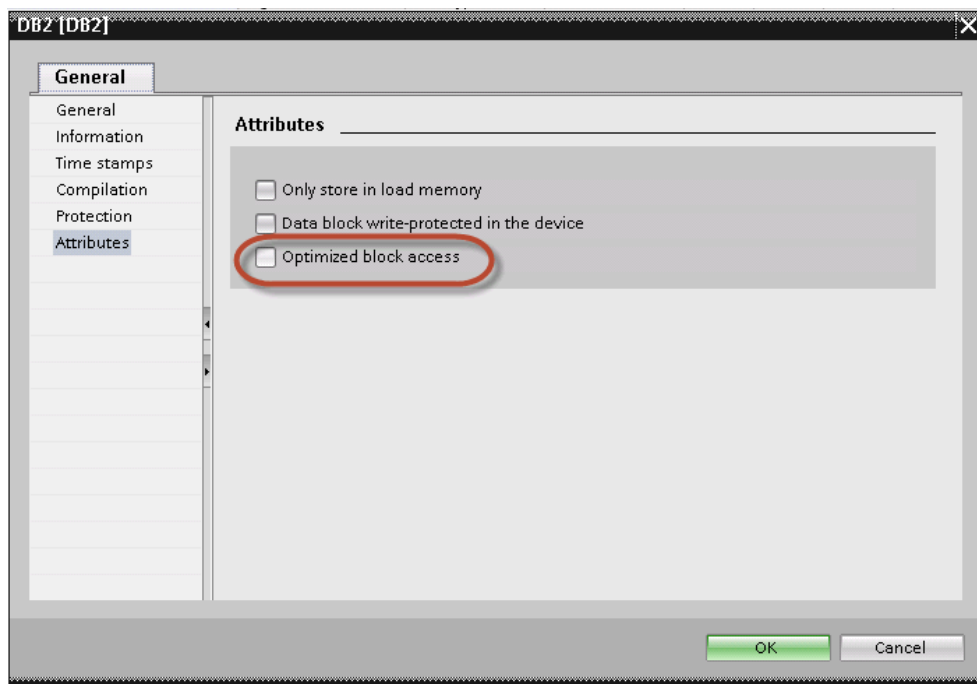 DB2 [DB2]
General
General
Information
Time stamps
Compilation
Protection
Attributes
Attributes
Only store in load memory
Data block write-protected in the device
Optimized block access
OK
Cancel